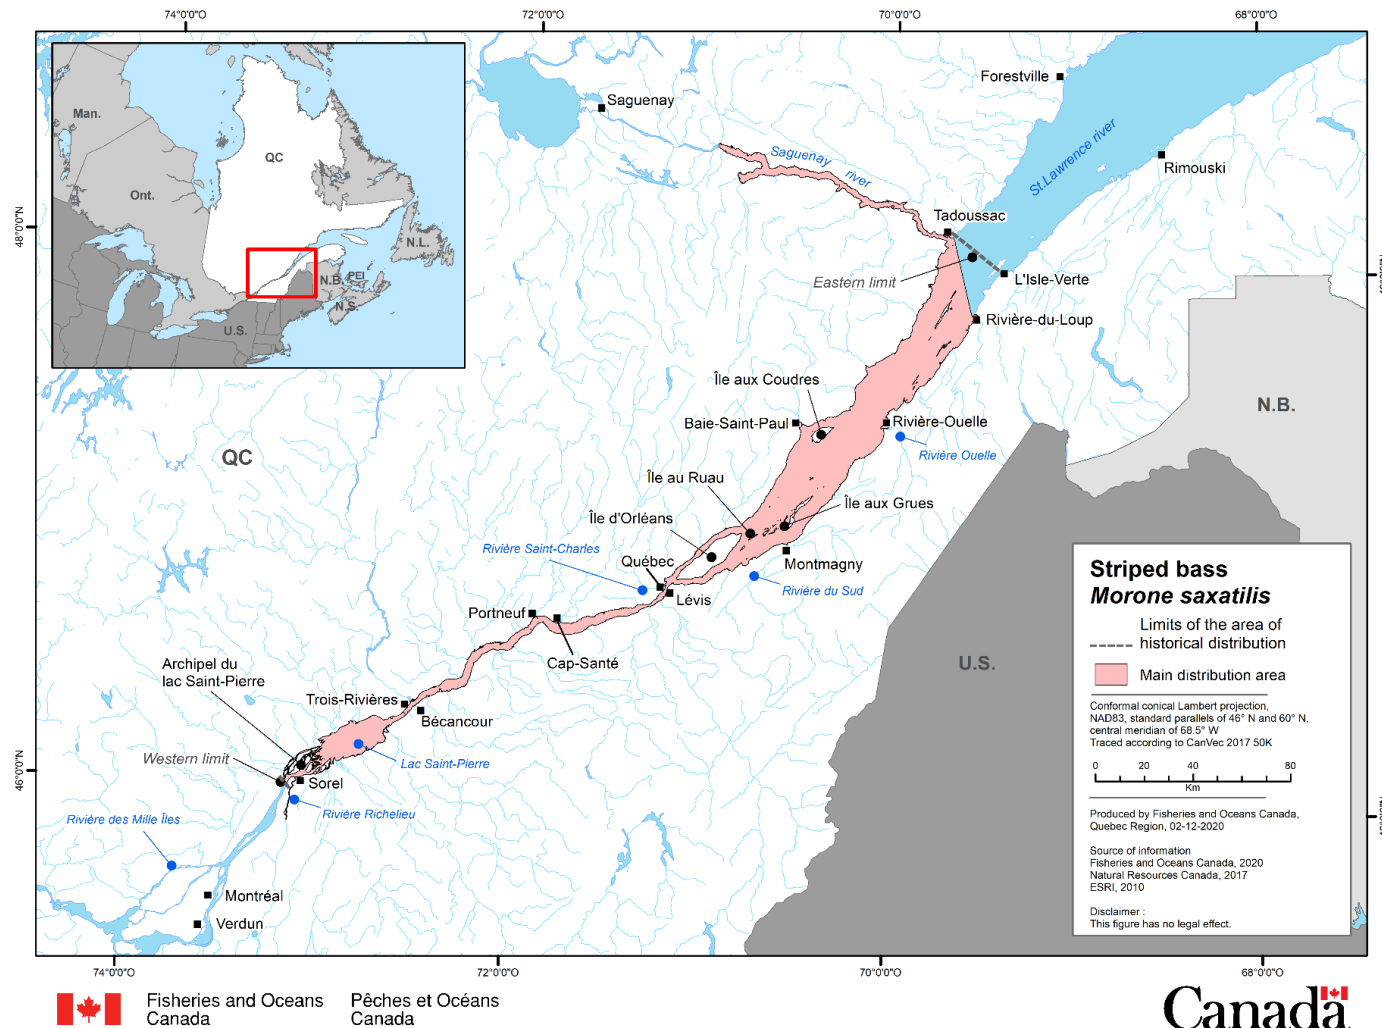 74°0'0"O
72°0'0"O
70°0'0"O
68°0'0"O
Man.
Ont.
QC
N.L.
N.B.
PEI
N.S.
U.S.
Saguenay
Saguenay
river
Forestville
St.Lawrence river
Rimouski
Tadoussac
48°0'0"N
Eastern limit
L'Isle-Verte
Rivière-du-Loup
Île aux Coudres
Baie-Saint-Paul
Rivière-Ouelle
Rivière Ouelle
N.B.
QC
Île au Ruau
Île aux Grues
Île d'Orléans
Rivière Saint-Charles
Québec
Montmagny
Rivière du Sud
Lévis
Portneuf
Cap-Santé
Archipel du
lac Saint-Pierre
Trois-Rivières
Bécancour
Western limit
Lac Saint-Pierre
46°0'0"N
Sorel
Rivière Richelieu
Rivière des Mille Îles
Montréal
Verdun
U.S.
Striped bass
Morone saxatilis
Limits of the area of
historical distribution
Main distribution area
Conformal conical Lambert projection,
NAD83, standard parallels of 46° N and 60° N,
central meridian of 68.5° W
Traced according to CanVec 2017 50K
0 20 40 60 80
Km
Produced by Fisheries and Oceans Canada,
Quebec Region, 02-12-2020
Source of information
Fisheries and Oceans Canada, 2020
Natural Resources Canada, 2017
ESRI, 2010
Disclaimer :
This figure has no legal effect.
74°0'0"O
72°0'0"O
70°0'0"O
68°0'0"O
Fisheries and Oceans
Canada
Pêches et Océans
Canada
Canada